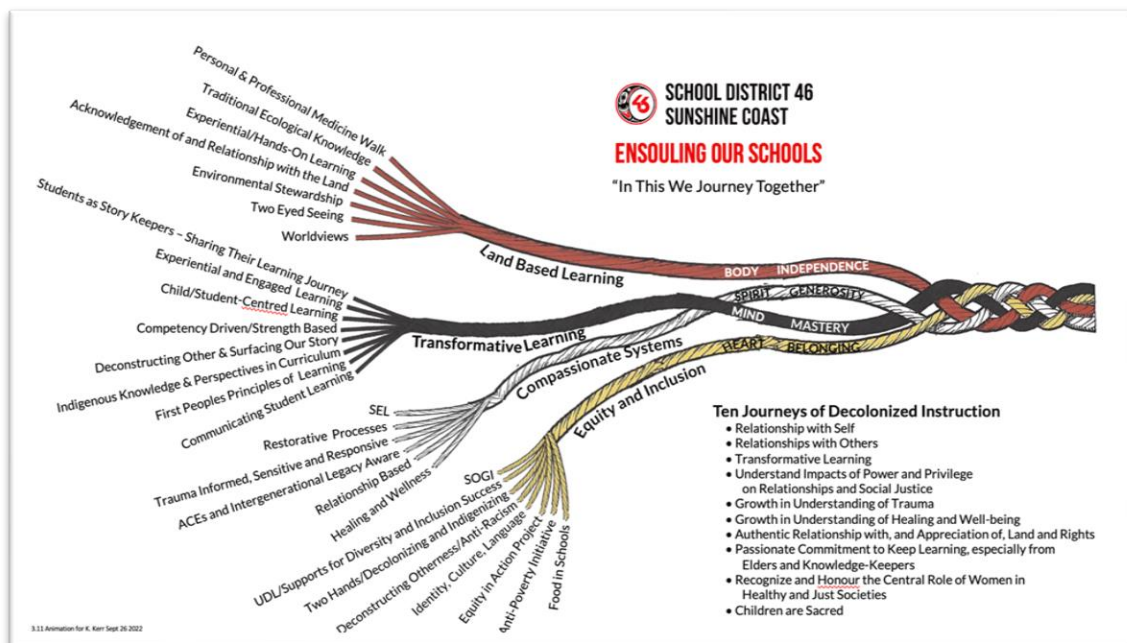 46
SCHOOL DISTRICT 46
SUNSHINE COAST
ENSOULING OUR SCHOOLS
“In This We Journey Together”
Personal & Professional Medicine Walk
Traditional Ecological Knowledge
Experiential/Hands-On Learning
Acknowledgement of and Relationship with the Land
Environmental Stewardship
Two Eyed Seeing
Worldviews
Land Based Learning
BODY INDEPENDENCE
Students as Story Keepers – Sharing Their Learning Journey
Experiential and Engaged Learning
Child/Student-Centred Learning
Competency Driven/Strength Based
Deconstructing Other & Surfacing Our Story
Indigenous Knowledge & Perspectives in Curriculum
First Peoples Principles of Learning
Communicating Student Learning
Transformative Learning
MIND MASTERY
SEL
Restorative Processes
Trauma Informed, Sensitive and Responsive
ACEs and Intergenerational Legacy Aware
Relationship Based
Healing and Wellness
Compassionate Systems
SPIRIT GENEROSITY
SOGI
UDL/Supports for Diversity and Inclusion Success
Two Hands/Decolonizing and Indigenizing
Deconstructing Otherness/Anti-Racism
Identity, Culture, Language
Equity in Action Project
Anti-Poverty Initiative
Food in Schools
Equity and Inclusion
HEART BELONGING
Ten Journeys of Decolonized Instruction
• Relationship with Self
• Relationships with Others
• Transformative Learning
• Understand Impacts of Power and Privilege
on Relationships and Social Justice
• Growth in Understanding of Trauma
• Growth in Understanding of Healing and Well-being
• Authentic Relationship with, and Appreciation of, Land and Rights
• Passionate Commitment to Keep Learning, especially from
Elders and Knowledge-Keepers
• Recognize and Honour the Central Role of Women in
Healthy and Just Societies
• Children are Sacred
3.11 Animation for K. Kerr Sept 26 2022